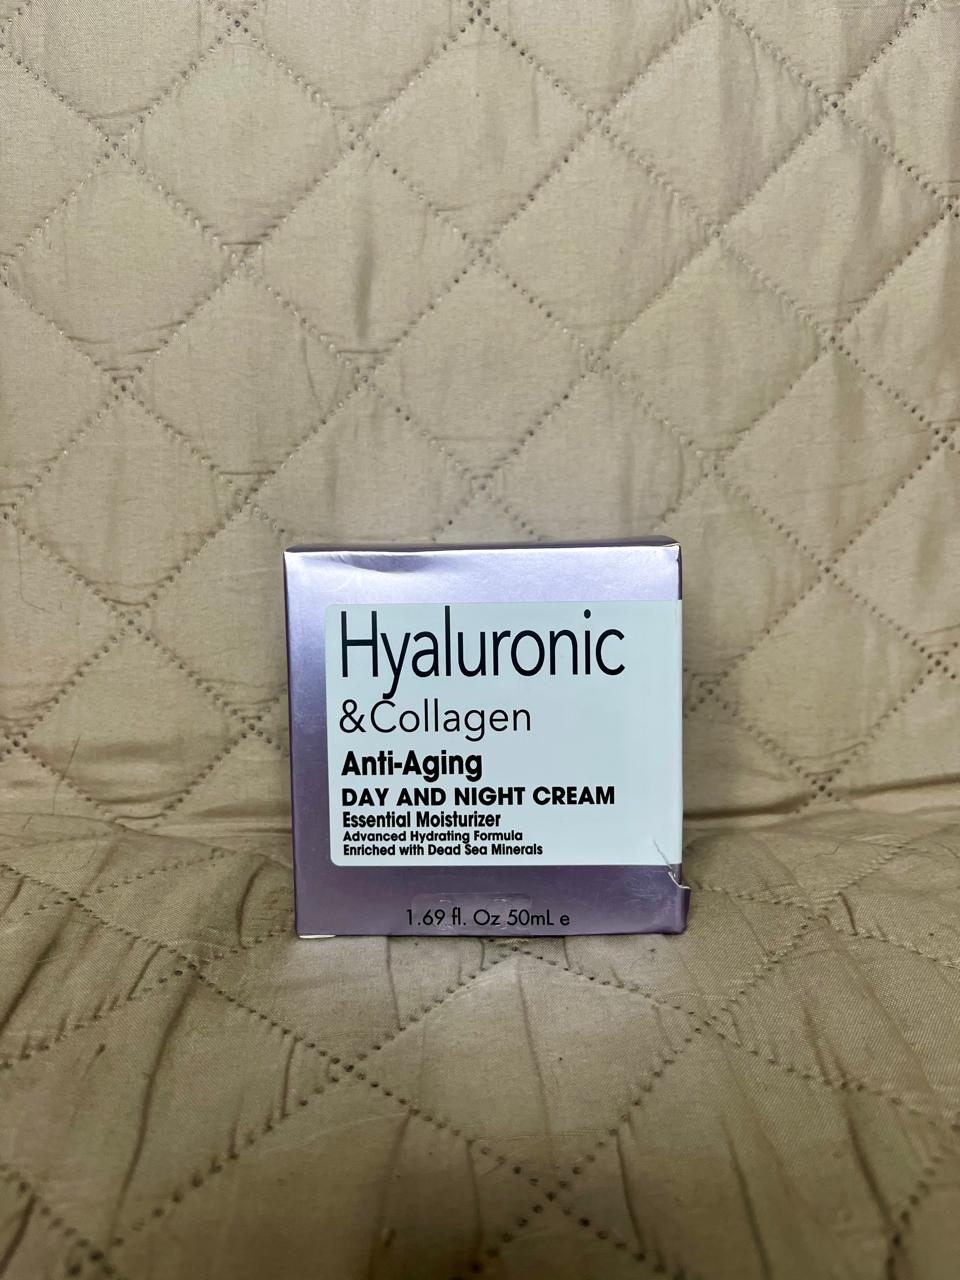 Hyaluronic
&Collagen
Anti-Aging
DAY AND NIGHT CREAM
Essential Moisturizer
Advanced Hydrating Formula
Enriched with Dead Sea Minerals
1.69 fl. Oz 50mL e